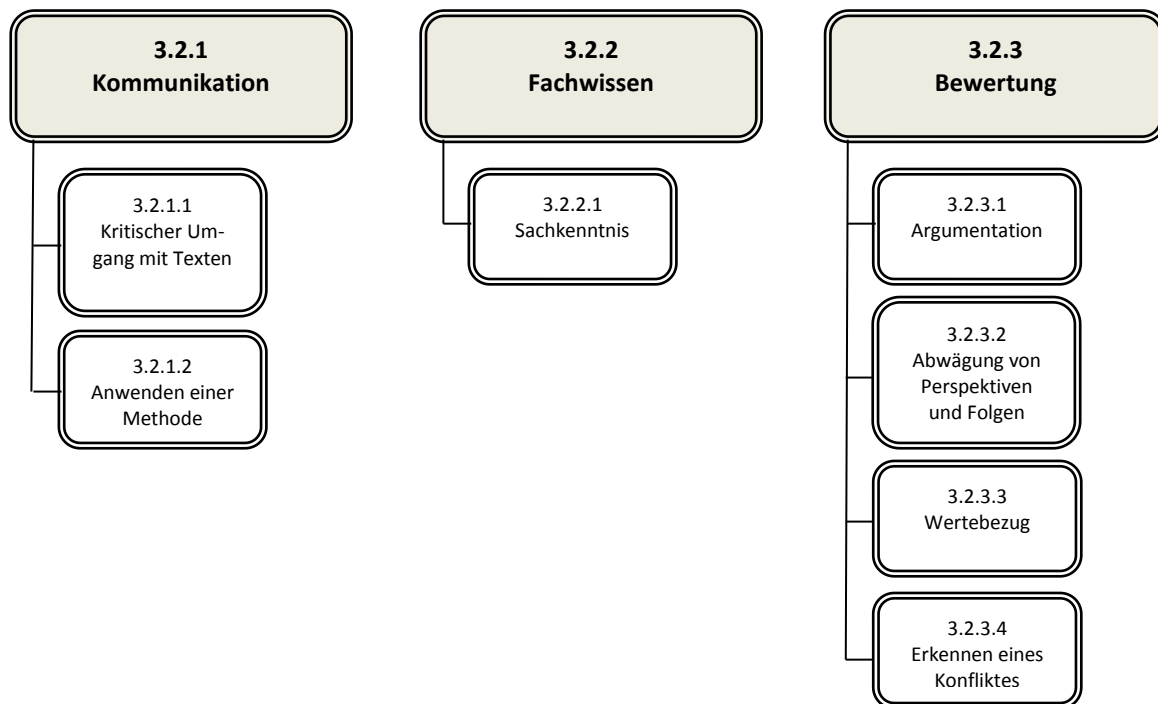 3.2.1
Kommunikation
3.2.1.1
Kritischer Um-
gang mit Texten
3.2.1.2
Anwenden einer
Methode
3.2.2
Fachwissen
3.2.2.1
Sachkenntnis
3.2.3
Bewertung
3.2.3.1
Argumentation
3.2.3.2
Abwägung von
Perspektiven
und Folgen
3.2.3.3
Wertebezug
3.2.3.4
Erkennen eines
Konfliktes